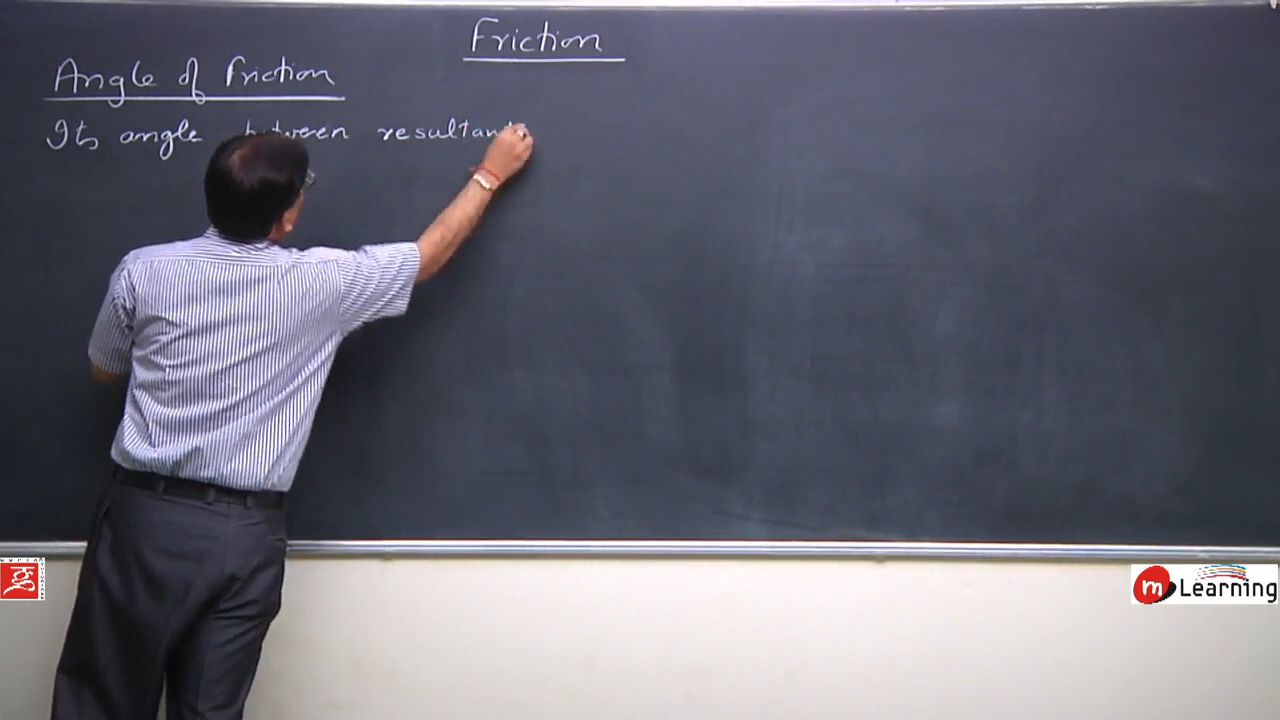 Friction
Angle of Friction
Its angle between resultant
m Learning